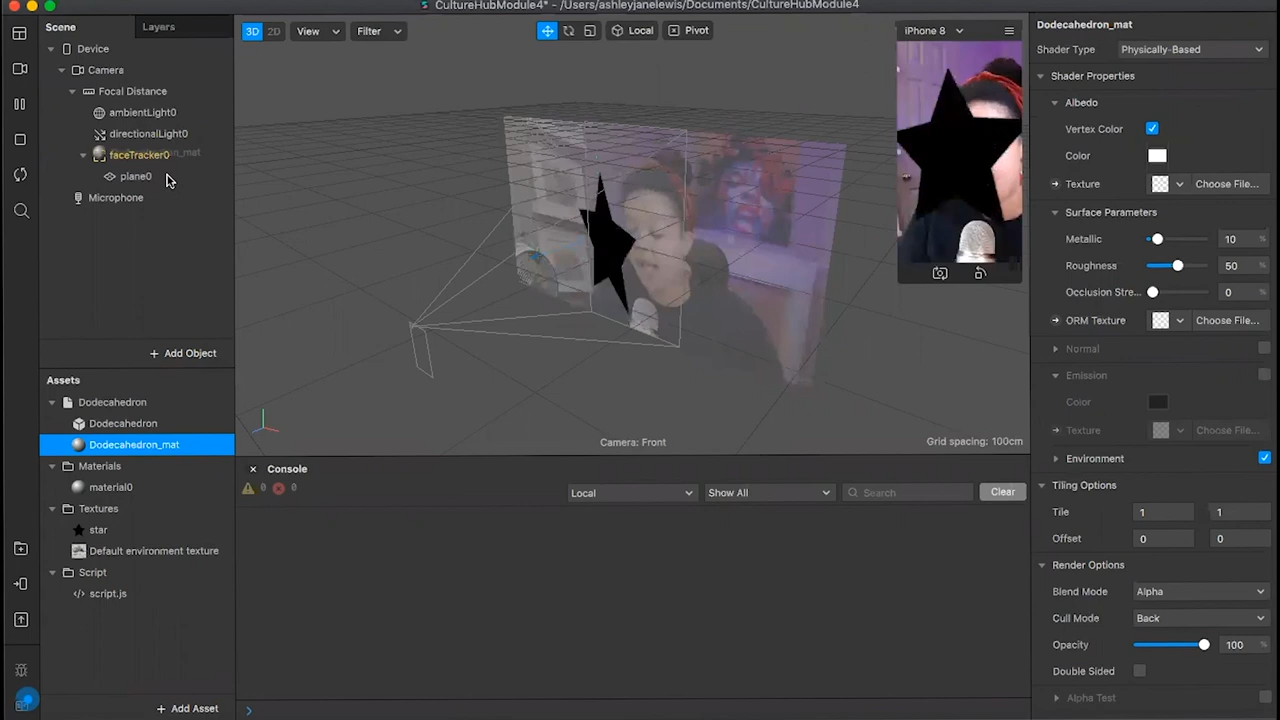 CultureHubModule4* - /Users/ashleyjanelewis/Documents/CultureHubModule4
Scene
Layers
Device
Camera
Focal Distance
ambientLight0
directionalLight0
faceTracker0
plane0
Microphone
+ Add Object
Assets
Dodecahedron
Dodecahedron
Dodecahedron_mat
Materials
material0
Textures
star
Default environment texture
Script
script.js
+ Add Asset
3D 2D View Filter Local Pivot
iPhone 8
Camera: Front
Grid spacing: 100cm
Console
0 0
Local
Show All
Search
Clear
Dodecahedron_mat
Shader Type Physically-Based
Shader Properties
Albedo
Vertex Color
Color
Texture Choose File...
Surface Parameters
Metallic 10 %
Roughness 50 %
Occlusion Stre... 0 %
ORM Texture Choose File...
Normal
Emission
Color
Texture Choose File...
Environment
Tiling Options
Tile 1 1
Offset 0 0
Render Options
Blend Mode Alpha
Cull Mode Back
Opacity 100 %
Double Sided
Alpha Test